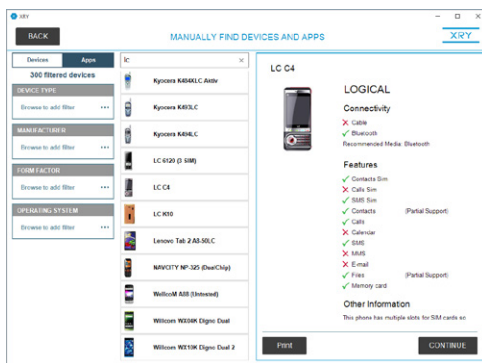 XRY
BACK
MANUALLY FIND DEVICES AND APPS
XRY
Devices
Apps
300 filtered devices
DEVICE TYPE
Browse to add filter
MANUFACTURER
Browse to add filter
FORM FACTOR
Browse to add filter
OPERATING SYSTEM
Browse to add filter
lc
Kyocera K484XLC Aktiv
Kyocera K493LC
Kyocera K494LC
LC 6120 (3 SIM)
LC C4
LC K10
Lenovo Tab 2 A8-50LC
NAVCITY NP-325 (DualChip)
WellcoM A88 (Untested)
Willcom WX04K Digno Dual
Willcom WX10K Digno Dual 2
LC C4
LOGICAL
Connectivity
Cable
Bluetooth
Recommended Media: Bluetooth
Features
Contacts Sim
Calls Sim
SMS Sim
Contacts (Partial Support)
Calls
Calendar
SMS
MMS
E-mail
Files (Partial Support)
Memory card
Other Information
This phone has multiple slots for SIM cards so
Print
CONTINUE